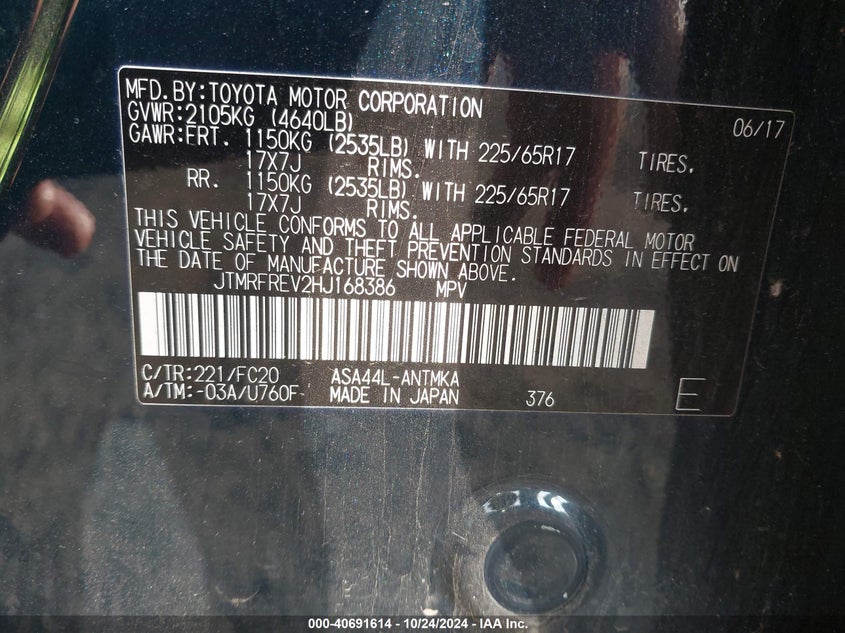 MFD.BY:TOYOTA MOTOR CORPORATION 06/17
GVWR:2105KG (4640LB)
GAWR:FRT. 1150KG (2535LB) WITH 225/65R17 TIRES,
17X7J RIMS.
RR. 1150KG (2535LB) WITH 225/65R17 TIRES,
17X7J RIMS.
THIS VEHICLE CONFORMS TO ALL APPLICABLE FEDERAL MOTOR
VEHICLE SAFETY AND THEFT PREVENTION STANDARDS IN EFFECT ON
THE DATE OF MANUFACTURE SHOWN ABOVE.
JTMRFREV2HJ168386 MPV
C/TR:221/FC20 ASA44L-ANTMKA
A/TM:-03A/U760F- MADE IN JAPAN 376 E
000-40691614 - 10/24/2024 - IAA Inc.